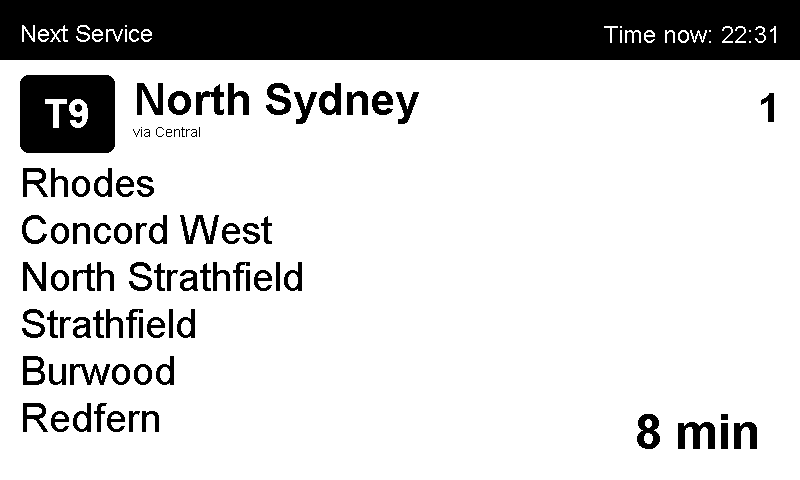 Next Service
Time now: 22:31
T9
North Sydney
1
via Central
Rhodes
Concord West
North Strathfield
Strathfield
Burwood
Redfern
8 min